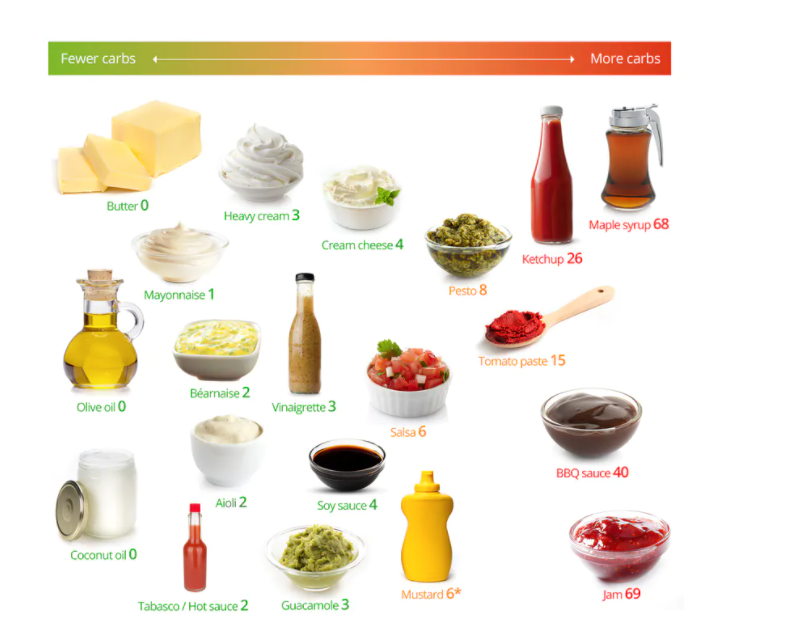 Fewer carbs
More carbs
Butter 0
Heavy cream 3
Cream cheese 4
Maple syrup 68
Ketchup 26
Mayonnaise 1
Pesto 8
Tomato paste 15
Olive oil 0
Béarnaise 2
Vinaigrette 3
Salsa 6
BBQ sauce 40
Aioli 2
Soy sauce 4
Coconut oil 0
Tabasco / Hot sauce 2
Guacamole 3
Mustard 6*
Jam 69